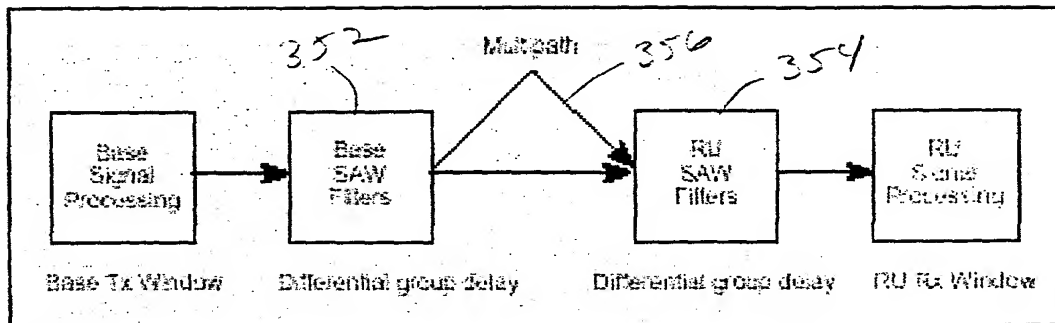 352
Multipath
356
354
Base
Signal
Processing
Base
SAW
Filters
RU
SAW
Filters
RU
Signal
Processing
Base Tx Window
Differential group delay
Differential group delay
RU Rx Window